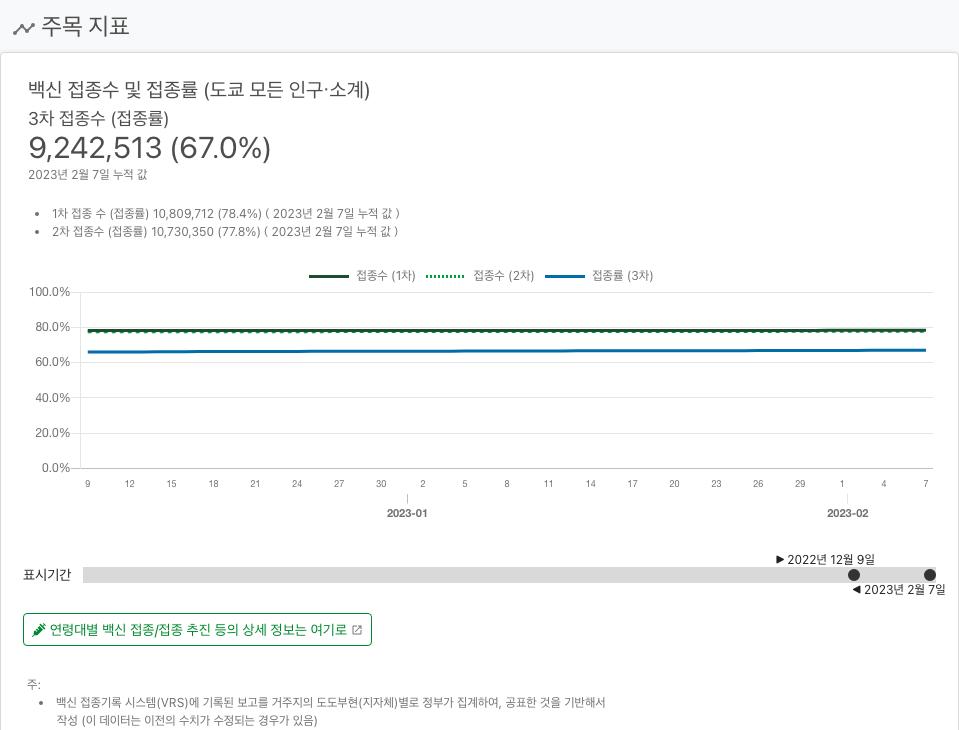 주목 지표
백신 접종수 및 접종률 (도쿄 모든 인구·소계)
3차 접종수 (접종률)
9,242,513 (67.0%)
2023년 2월 7일 누적 값
• 1차 접종 수 (접종률) 10,809,712 (78.4%) ( 2023년 2월 7일 누적 값 )
• 2차 접종수 (접종률) 10,730,350 (77.8%) ( 2023년 2월 7일 누적 값 )
접종수 (1차) 접종수 (2차) 접종률 (3차)
100.0%
80.0%
60.0%
40.0%
20.0%
0.0%
9 12 15 18 21 24 27 30 2 5 8 11 14 17 20 23 26 29 1 4 7
2023-01 2023-02
▶ 2022년 12월 9일
표시기간
◀ 2023년 2월 7일
연령대별 백신 접종/접종 추진 등의 상세 정보는 여기로
주:
• 백신 접종기록 시스템(VRS)에 기록된 보고를 거주지의 도도부현(지자체)별로 정부가 집계하여, 공표한 것을 기반해서
작성 (이 데이터는 이전의 수치가 수정되는 경우가 있음)